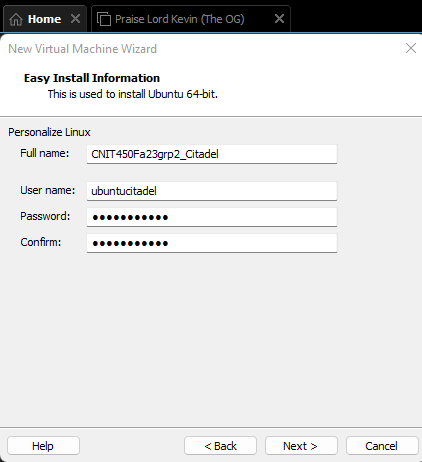 Home
Praise Lord Kevin (The OG)
New Virtual Machine Wizard
Easy Install Information
This is used to install Ubuntu 64-bit.
Personalize Linux
Full name: CNIT450Fa23grp2_Citadel
User name: ubuntucitadel
Password: ●●●●●●●●●●●
Confirm: ●●●●●●●●●●●
Help < Back Next > Cancel